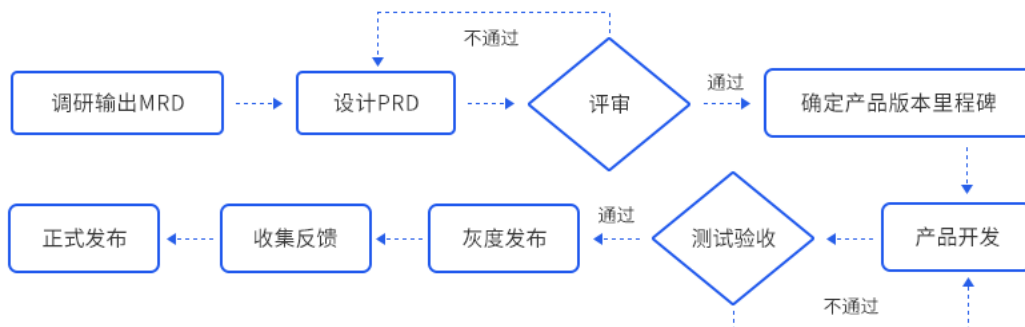 不通过
调研输出MRD
设计PRD
评审
通过
确定产品版本里程碑
正式发布
收集反馈
灰度发布
通过
测试验收
产品开发
不通过